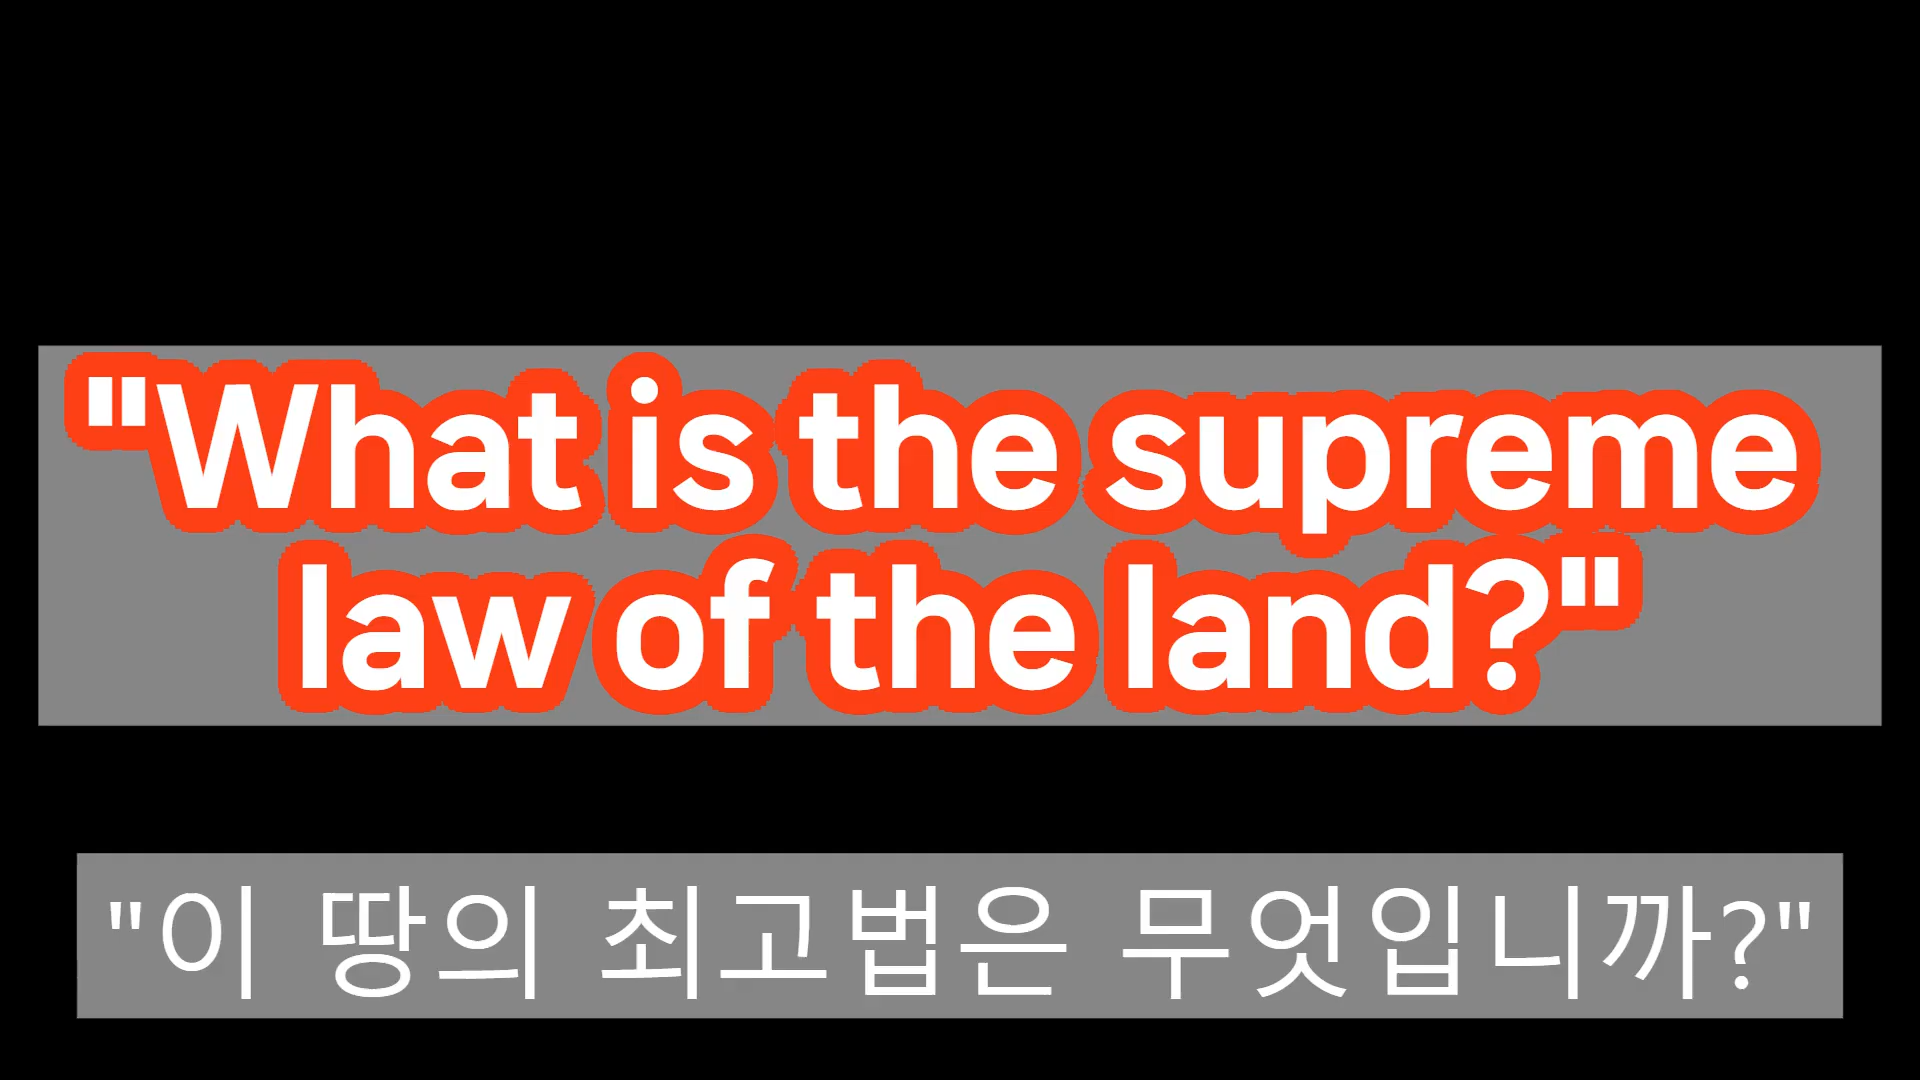 "What is the supreme
law of the land?"
"이 땅의 최고법은 무엇입니까?"